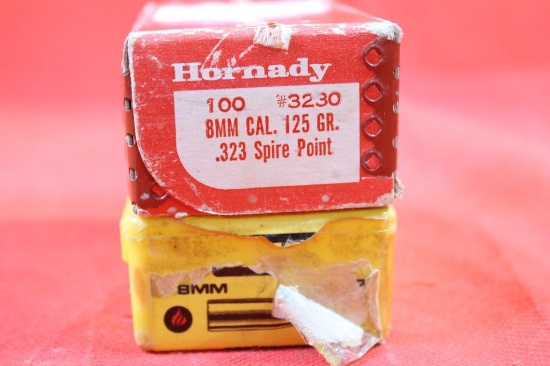 Hornady
100 #3230
8MM CAL. 125 GR.
.323 Spire Point
8MM